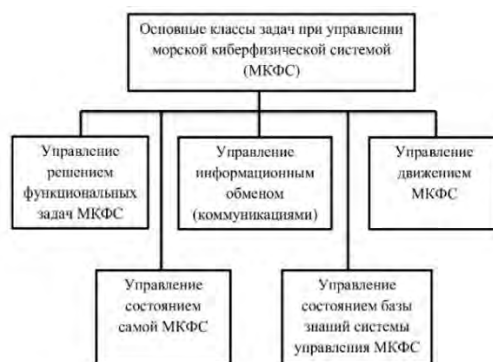 Основные классы задач при управлении
морской киберфизической системой
(МКФС)
Управление
решением
функциональных
задач МКФС
Управление
информационным
обменом
(коммуникациями)
Управление
движением
МКФС
Управление
состоянием
самой МКФС
Управление
состоянием базы
знаний системы
управления МКФС